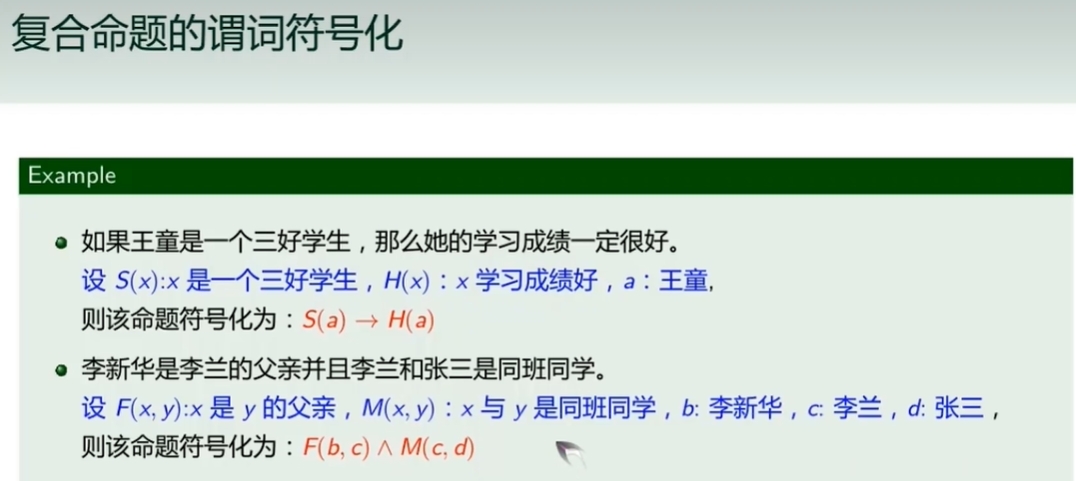 复合命题的谓词符号化
Example
如果王童是一个三好学生，那么她的学习成绩一定很好。
设 S(x):x 是一个三好学生，H(x)：x 学习成绩好，a：王童,
则该命题符号化为：S(a) → H(a)
李新华是李兰的父亲并且李兰和张三是同班同学。
设 F(x, y):x 是 y 的父亲，M(x, y)：x 与 y 是同班同学，b: 李新华，c: 李兰，d: 张三，
则该命题符号化为：F(b, c) ∧ M(c, d)